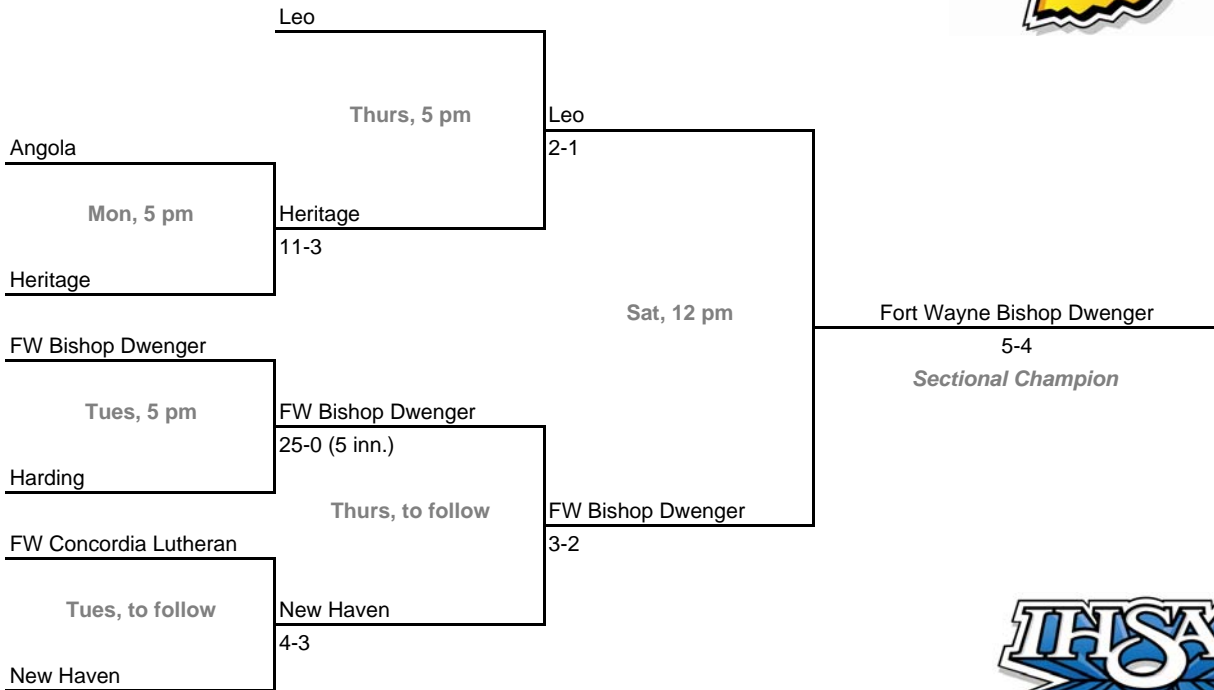 Leo
Thurs, 5 pm
Leo
2-1
Angola
Mon, 5 pm
Heritage
11-3
Heritage
Sat, 12 pm
Fort Wayne Bishop Dwenger
5-4
Sectional Champion
FW Bishop Dwenger
Tues, 5 pm
FW Bishop Dwenger
25-0 (5 inn.)
Harding
Thurs, to follow
FW Bishop Dwenger
3-2
FW Concordia Lutheran
Tues, to follow
New Haven
4-3
New Haven
IHSA